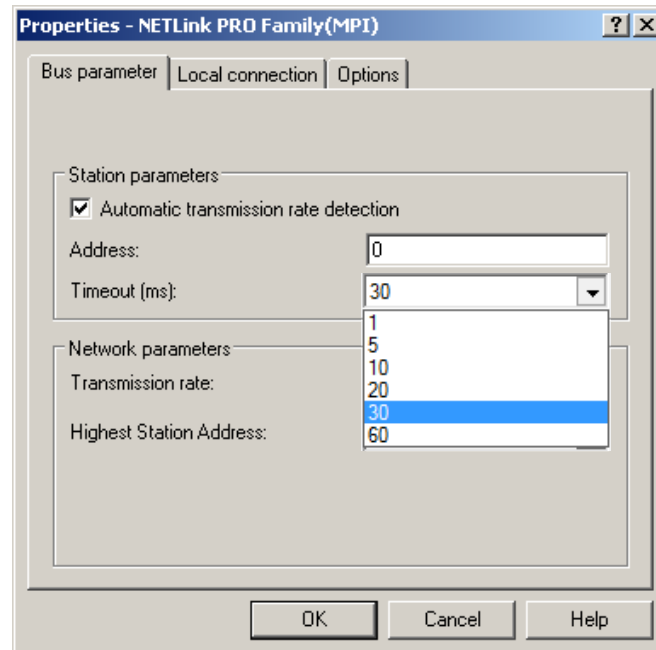 Properties - NETLink PRO Family(MPI)
Bus parameter Local connection Options
Station parameters
Automatic transmission rate detection
Address: 0
Timeout (ms): 30
1
5
10
20
30
60
Network parameters
Transmission rate:
Highest Station Address:
OK Cancel Help